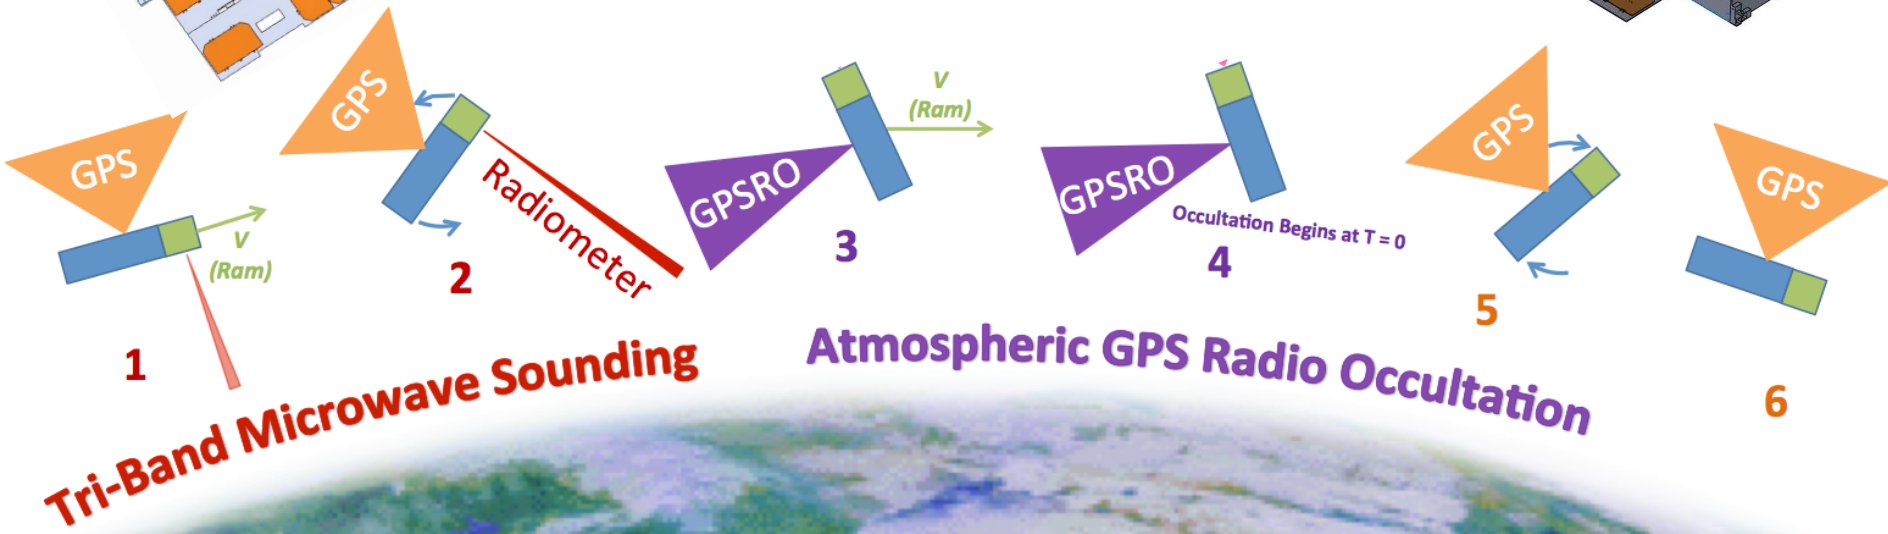 GPS
V
(Ram)
1
GPS
Radiometer
2
GPSRO
V
(Ram)
3
GPSRO
Occultation Begins at T = 0
4
GPS
5
GPS
6
Tri-Band Microwave Sounding
Atmospheric GPS Radio Occultation